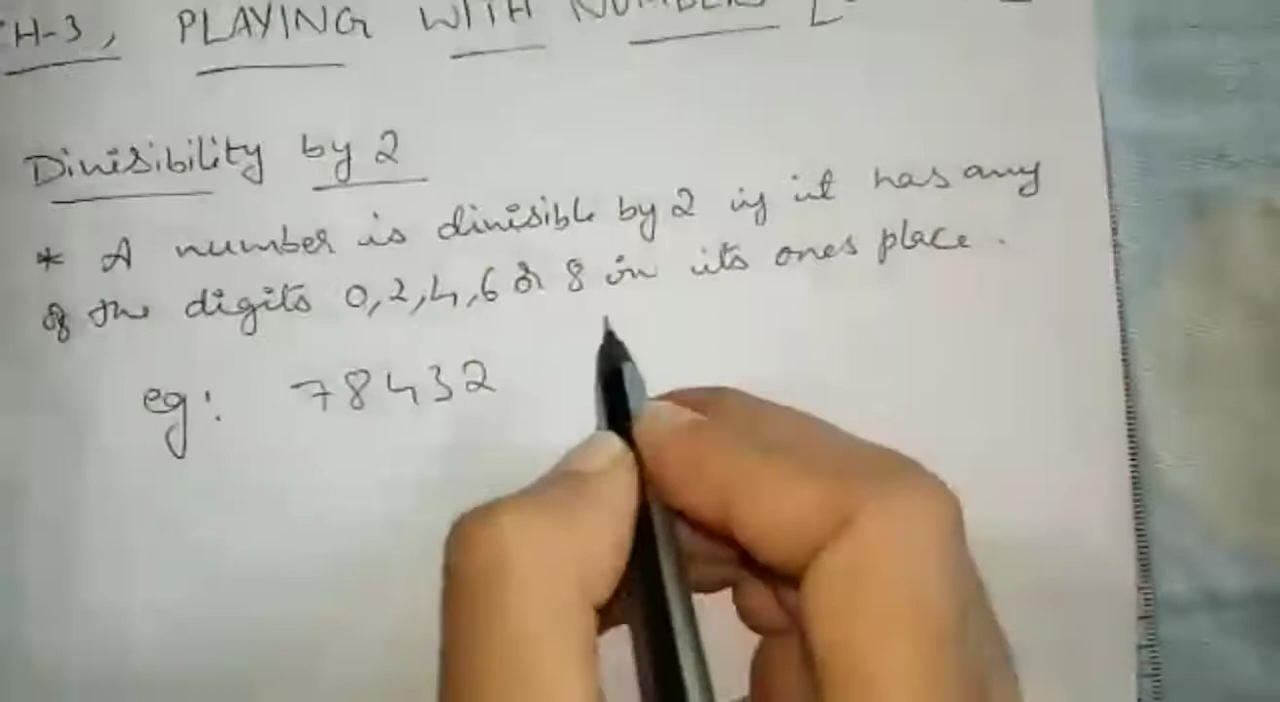 CH-3, PLAYING WITH NUMBERS [
Divisibility by 2
* A number is divisible by 2 if it has any
of the digits 0,2,4,6 or 8 in its ones place.
eg: 78432